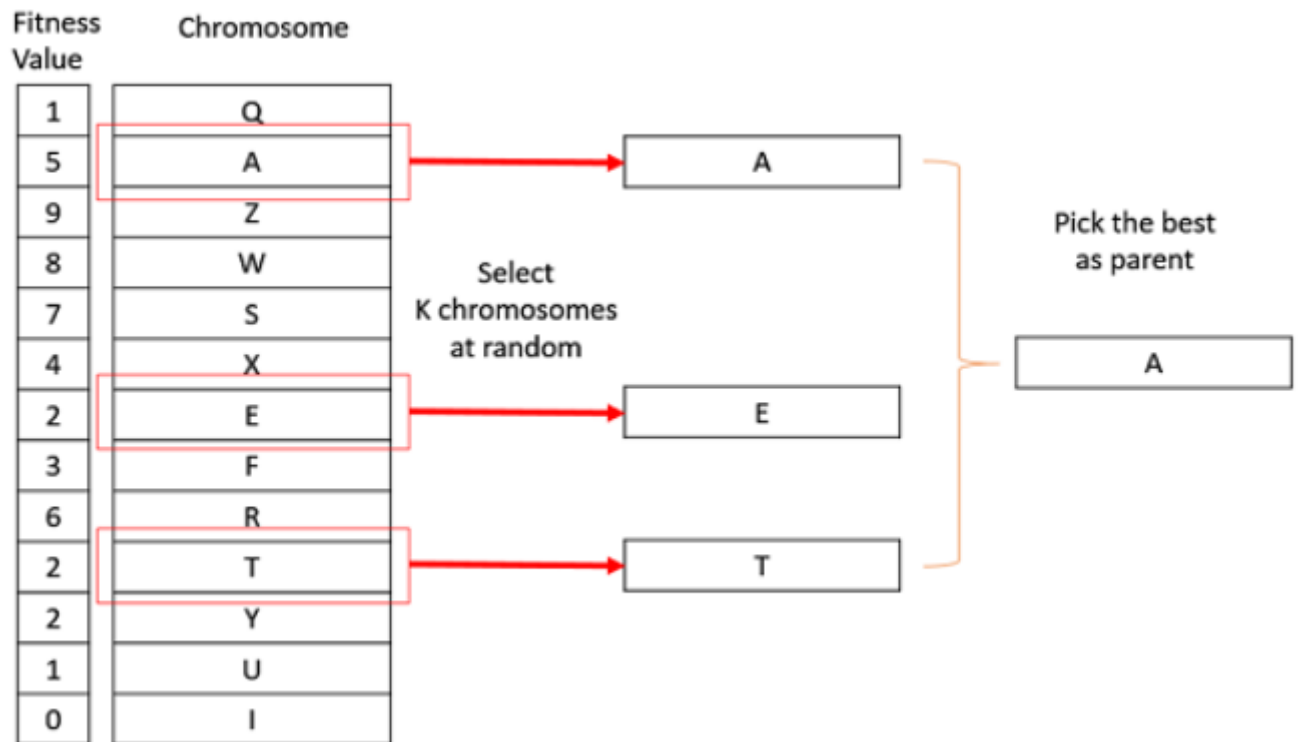 Fitness
Value
Chromosome
1 Q
5 A
9 Z
8 W
7 S
4 X
2 E
3 F
6 R
2 T
2 Y
1 U
0 I
Select
K chromosomes
at random
A
E
T
Pick the best
as parent
A